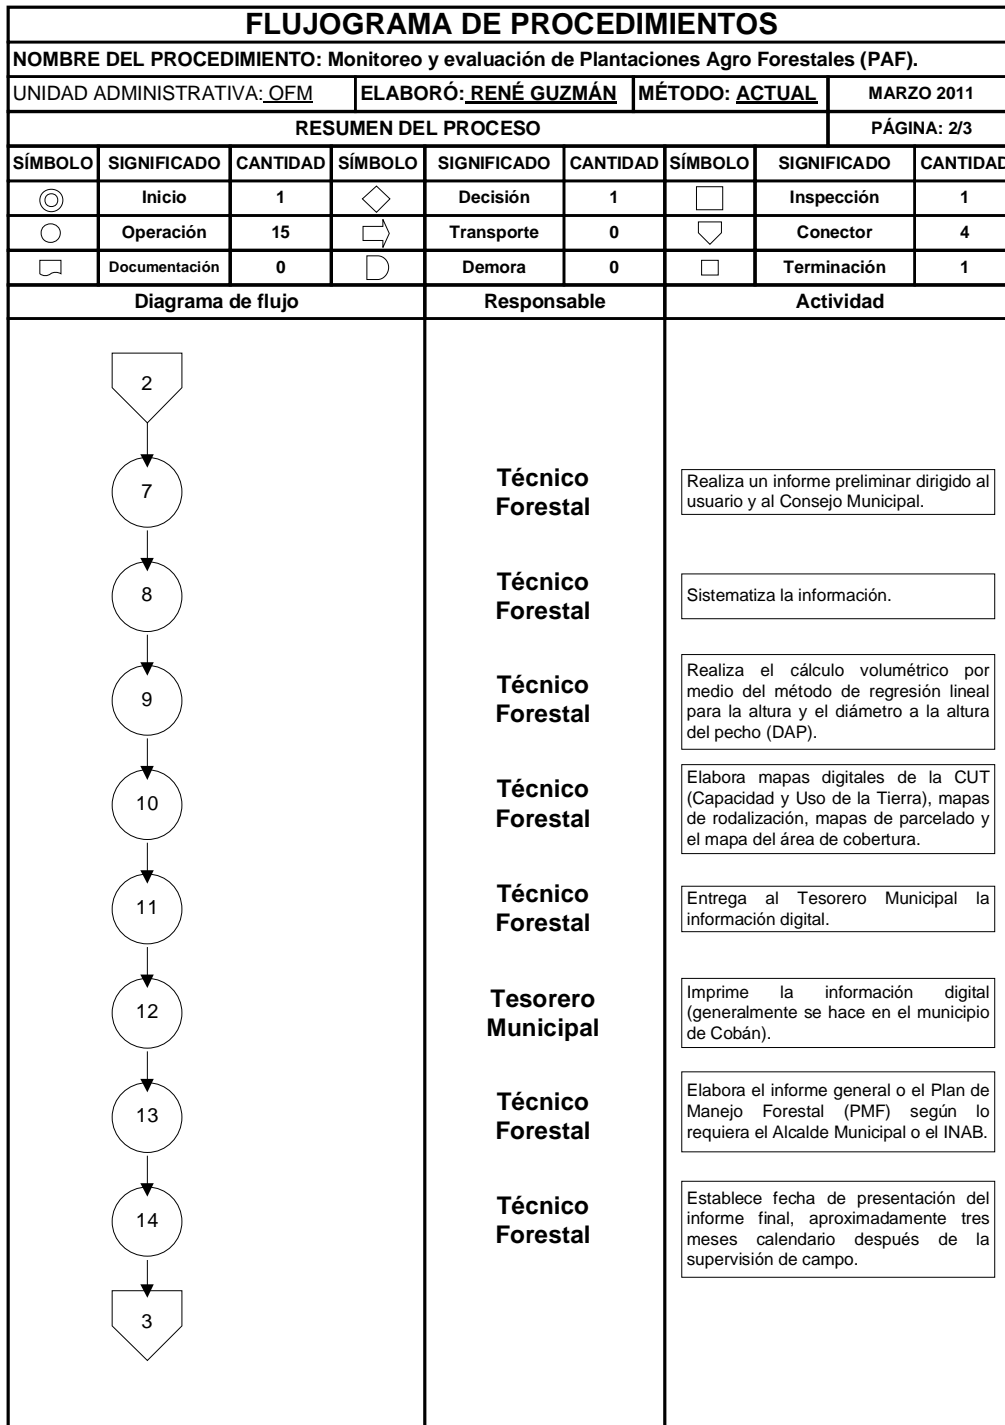 FLUJOGRAMA DE PROCEDIMIENTOS
NOMBRE DEL PROCEDIMIENTO: Monitoreo y evaluación de Plantaciones Agro Forestales (PAF).
UNIDAD ADMINISTRATIVA: OFM ELABORÓ: RENÉ GUZMÁN MÉTODO: ACTUAL MARZO 2011
RESUMEN DEL PROCESO PÁGINA: 2/3
SÍMBOLO SIGNIFICADO CANTIDAD SÍMBOLO SIGNIFICADO CANTIDAD SÍMBOLO SIGNIFICADO CANTIDAD
Inicio 1 Decisión 1 Inspección 1
Operación 15 Transporte 0 Conector 4
Documentación 0 Demora 0 Terminación 1
Diagrama de flujo Responsable Actividad
2
7
Técnico
Forestal
Realiza un informe preliminar dirigido al
usuario y al Consejo Municipal.
8
Técnico
Forestal
Sistematiza la información.
9
Técnico
Forestal
Realiza el cálculo volumétrico por
medio del método de regresión lineal
para la altura y el diámetro a la altura
del pecho (DAP).
10
Técnico
Forestal
Elabora mapas digitales de la CUT
(Capacidad y Uso de la Tierra), mapas
de rodalización, mapas de parcelado y
el mapa del área de cobertura.
11
Técnico
Forestal
Entrega al Tesorero Municipal la
información digital.
12
Tesorero
Municipal
Imprime la información digital
(generalmente se hace en el municipio
de Cobán).
13
Técnico
Forestal
Elabora el informe general o el Plan de
Manejo Forestal (PMF) según lo
requiera el Alcalde Municipal o el INAB.
14
Técnico
Forestal
Establece fecha de presentación del
informe final, aproximadamente tres
meses calendario después de la
supervisión de campo.
3